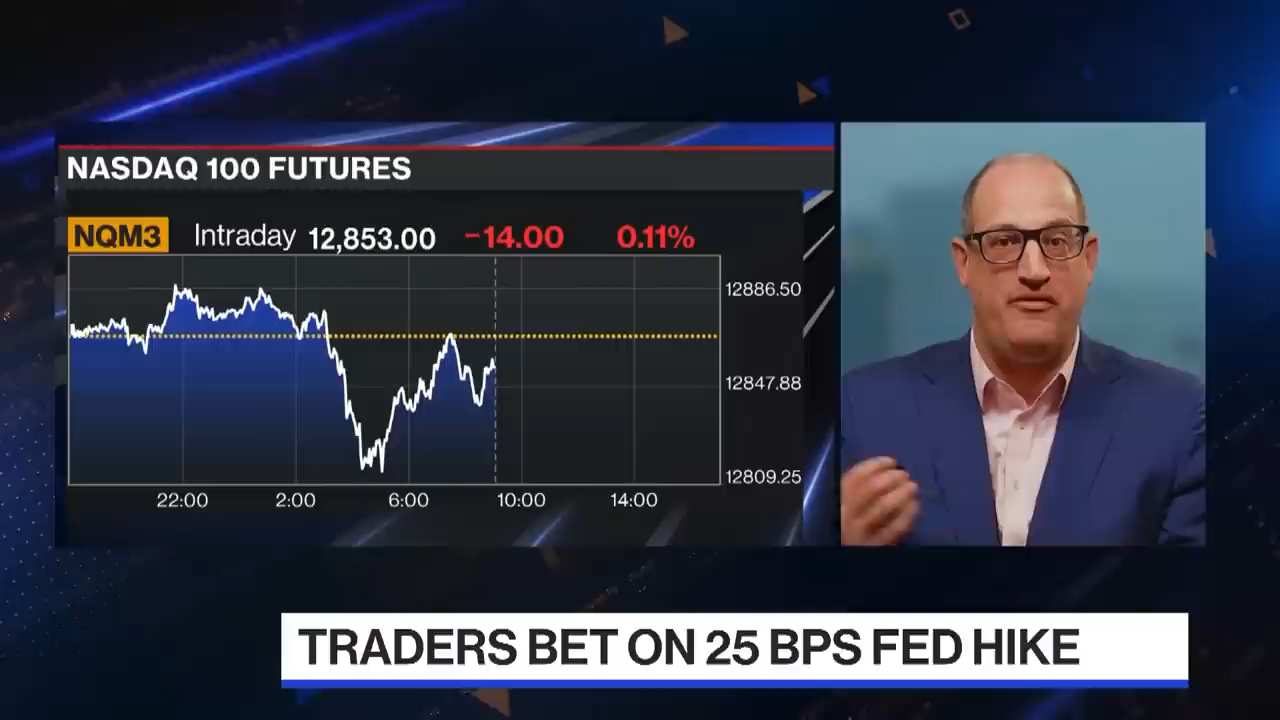 NASDAQ 100 FUTURES
NQM3 Intraday 12,853.00 −14.00 0.11%
12886.50
12847.88
12809.25
22:00 2:00 6:00 10:00 14:00
TRADERS BET ON 25 BPS FED HIKE